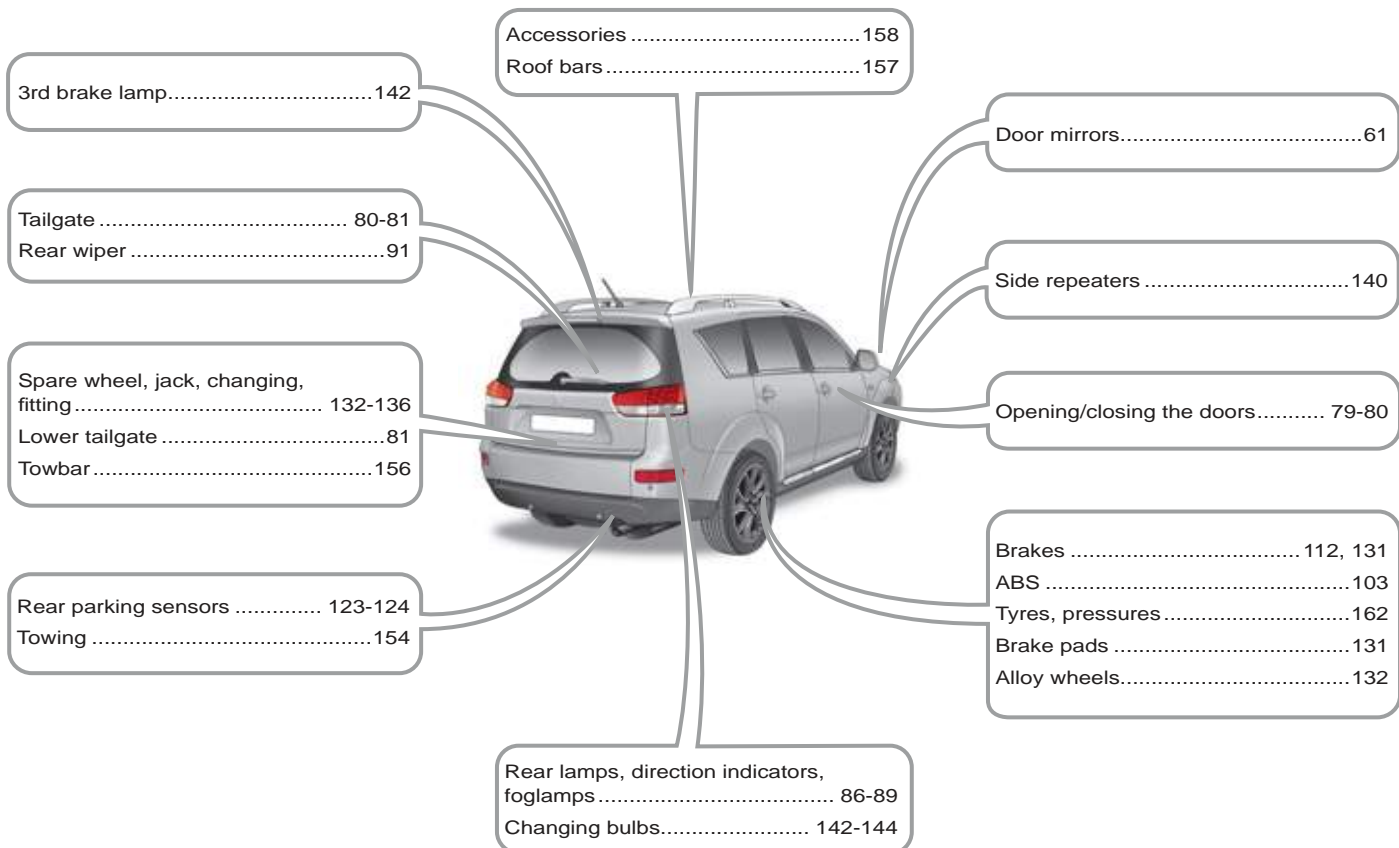 Accessories ........................................158
Roof bars.............................................157
3rd brake lamp....................................142
Door mirrors..........................................61
Tailgate ............................................ 80-81
Rear wiper .............................................91
Side repeaters ....................................140
Spare wheel, jack, changing,
fitting ........................................... 132-136
Lower tailgate .......................................81
Towbar ................................................156
Opening/closing the doors........... 79-80
Brakes ........................................112, 131
ABS .....................................................103
Tyres, pressures.................................162
Brake pads .........................................131
Alloy wheels........................................132
Rear parking sensors .............. 123-124
Towing ................................................154
Rear lamps, direction indicators,
foglamps ......................................... 86-89
Changing bulbs.......................... 142-144